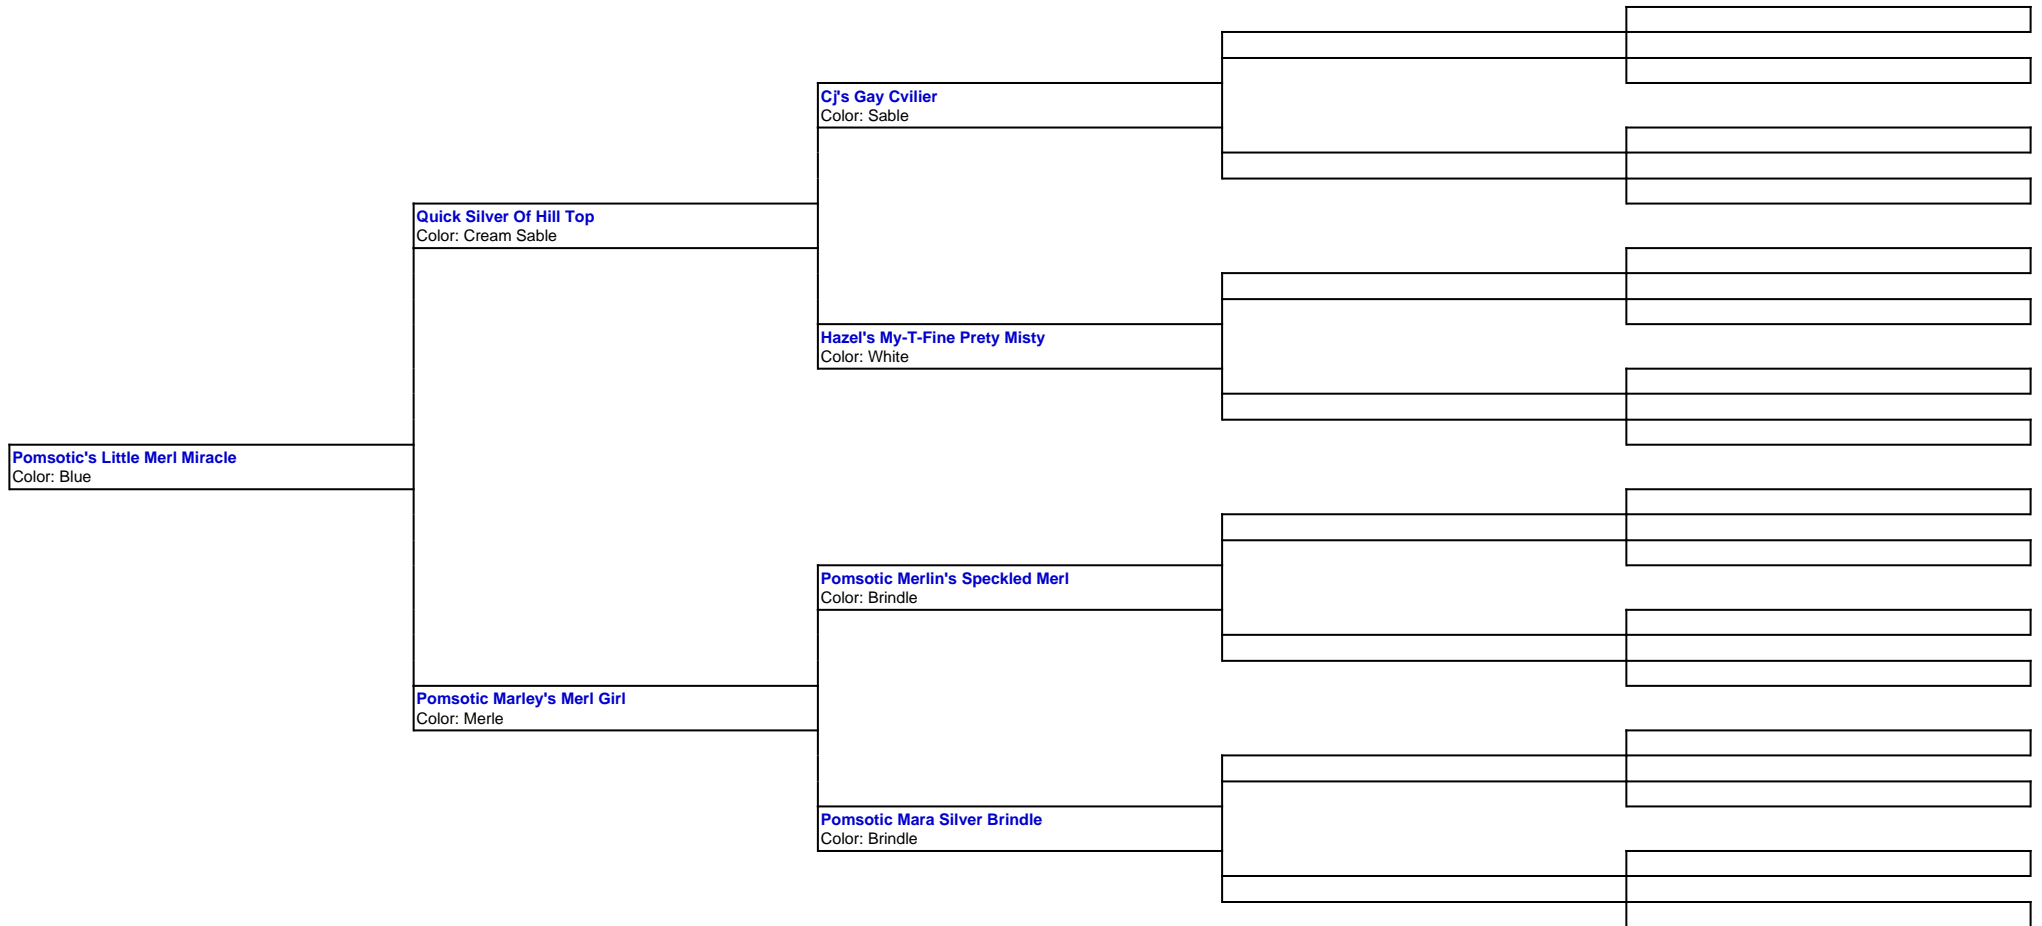 Cj's Gay Cvilier
Color: Sable
Quick Silver Of Hill Top
Color: Cream Sable
Hazel's My-T-Fine Prety Misty
Color: White
Pomsotic's Little Merl Miracle
Color: Blue
Pomsotic Merlin's Speckled Merl
Color: Brindle
Pomsotic Marley's Merl Girl
Color: Merle
Pomsotic Mara Silver Brindle
Color: Brindle